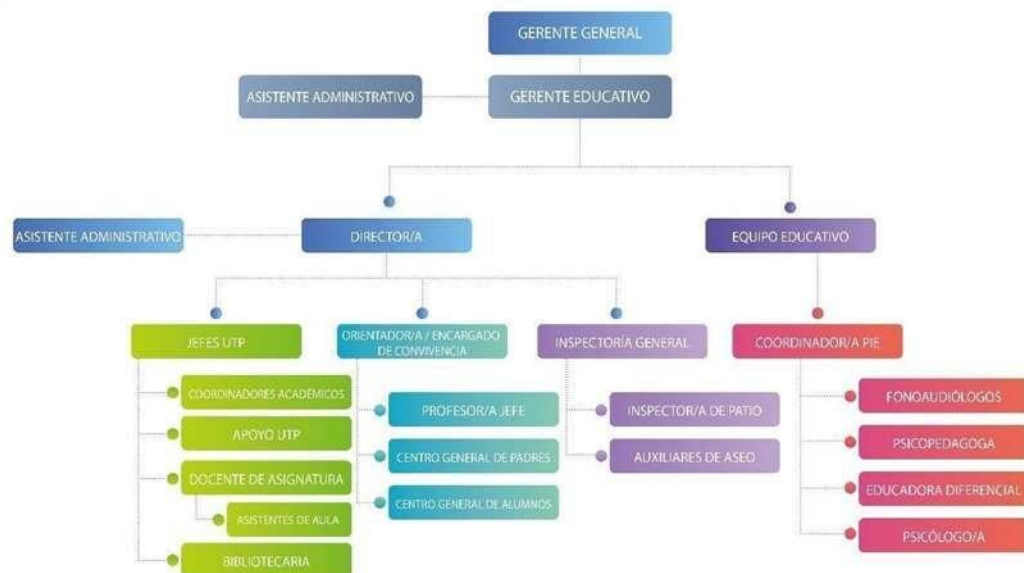 GERENTE GENERAL
ASISTENTE ADMINISTRATIVO
GERENTE EDUCATIVO
ASISTENTE ADMINISTRATIVO
DIRECTOR/A
EQUIPO EDUCATIVO
JEFES UTP
ORIENTADOR/A / ENCARGADO
DE CONVIVENCIA
INSPECTORÍA GENERAL
COORDINADOR/A PIE
COORDINADORES ACADÉMICOS
APOYO UTP
DOCENTE DE ASIGNATURA
ASISTENTES DE AULA
BIBLIOTECARIA
PROFESOR/A JEFE
CENTRO GENERAL DE PADRES
CENTRO GENERAL DE ALUMNOS
INSPECTOR/A DE PATIO
AUXILIARES DE ASEO
FONOAUDIÓLOGOS
PSICOPEDAGOGA
EDUCADORA DIFERENCIAL
PSICÓLOGO/A